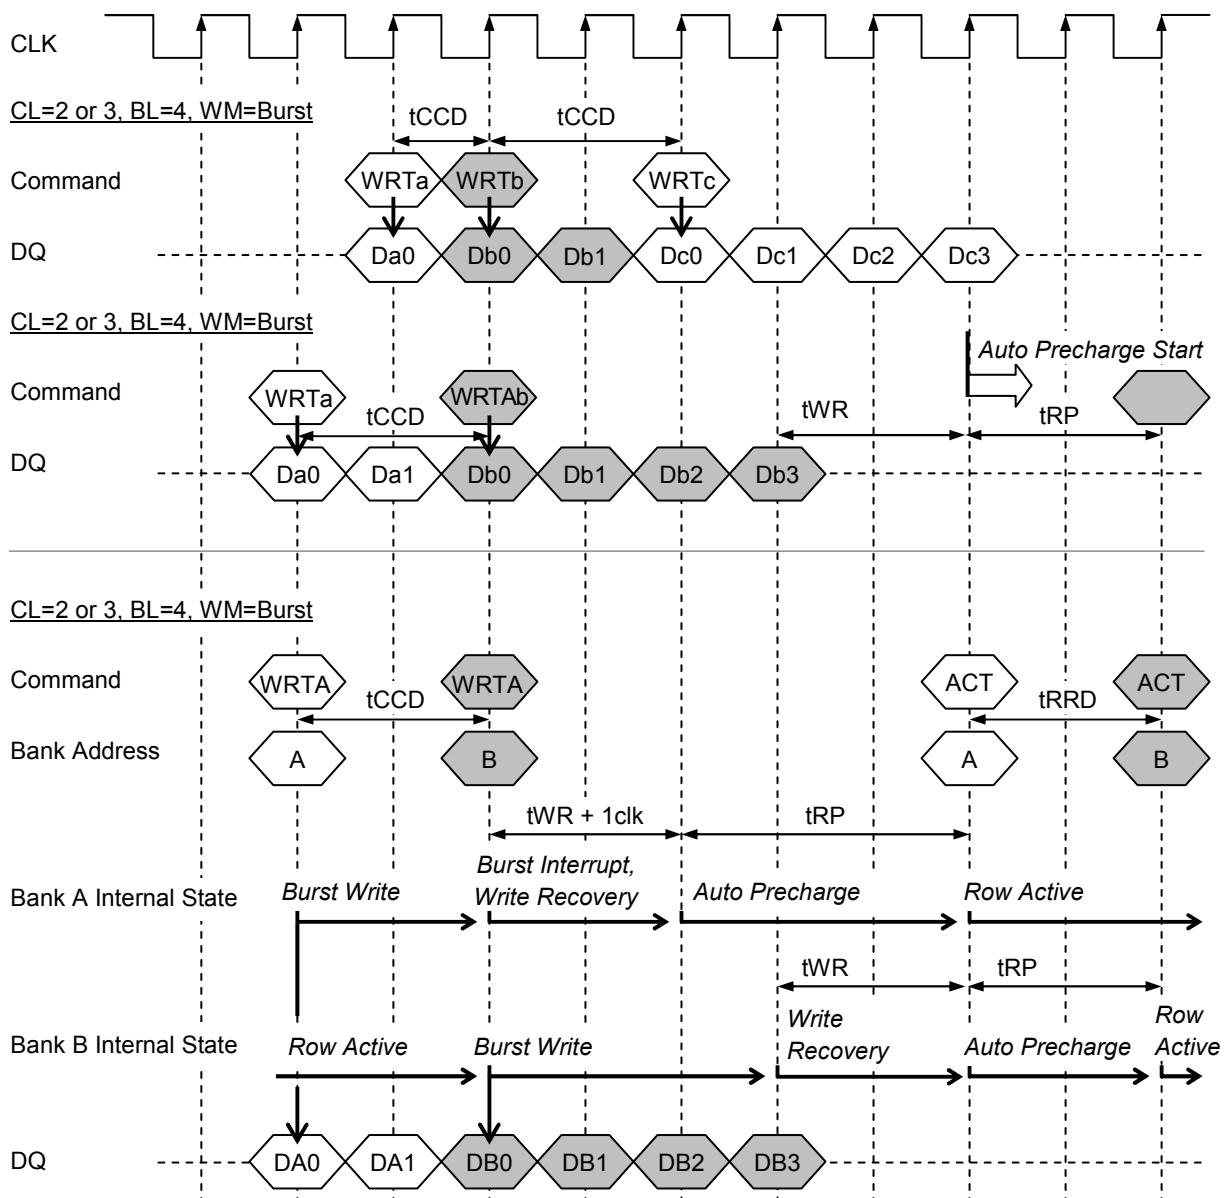 CLK
CL=2 or 3, BL=4, WM=Burst
tCCD tCCD
Command WRTa WRTb WRTc
DQ Da0 Db0 Db1 Dc0 Dc1 Dc2 Dc3
CL=2 or 3, BL=4, WM=Burst
Auto Precharge Start
Command WRTa WRTAb
tCCD tWR tRP
DQ Da0 Da1 Db0 Db1 Db2 Db3
CL=2 or 3, BL=4, WM=Burst
Command WRTA WRTA ACT ACT
tCCD tRRD
Bank Address A B A B
tWR + 1clk tRP
Burst Interrupt,
Bank A Internal State Burst Write Write Recovery Auto Precharge Row Active
tWR tRP
Write Row
Bank B Internal State Row Active Burst Write Recovery Auto Precharge Active
DQ DA0 DA1 DB0 DB1 DB2 DB3